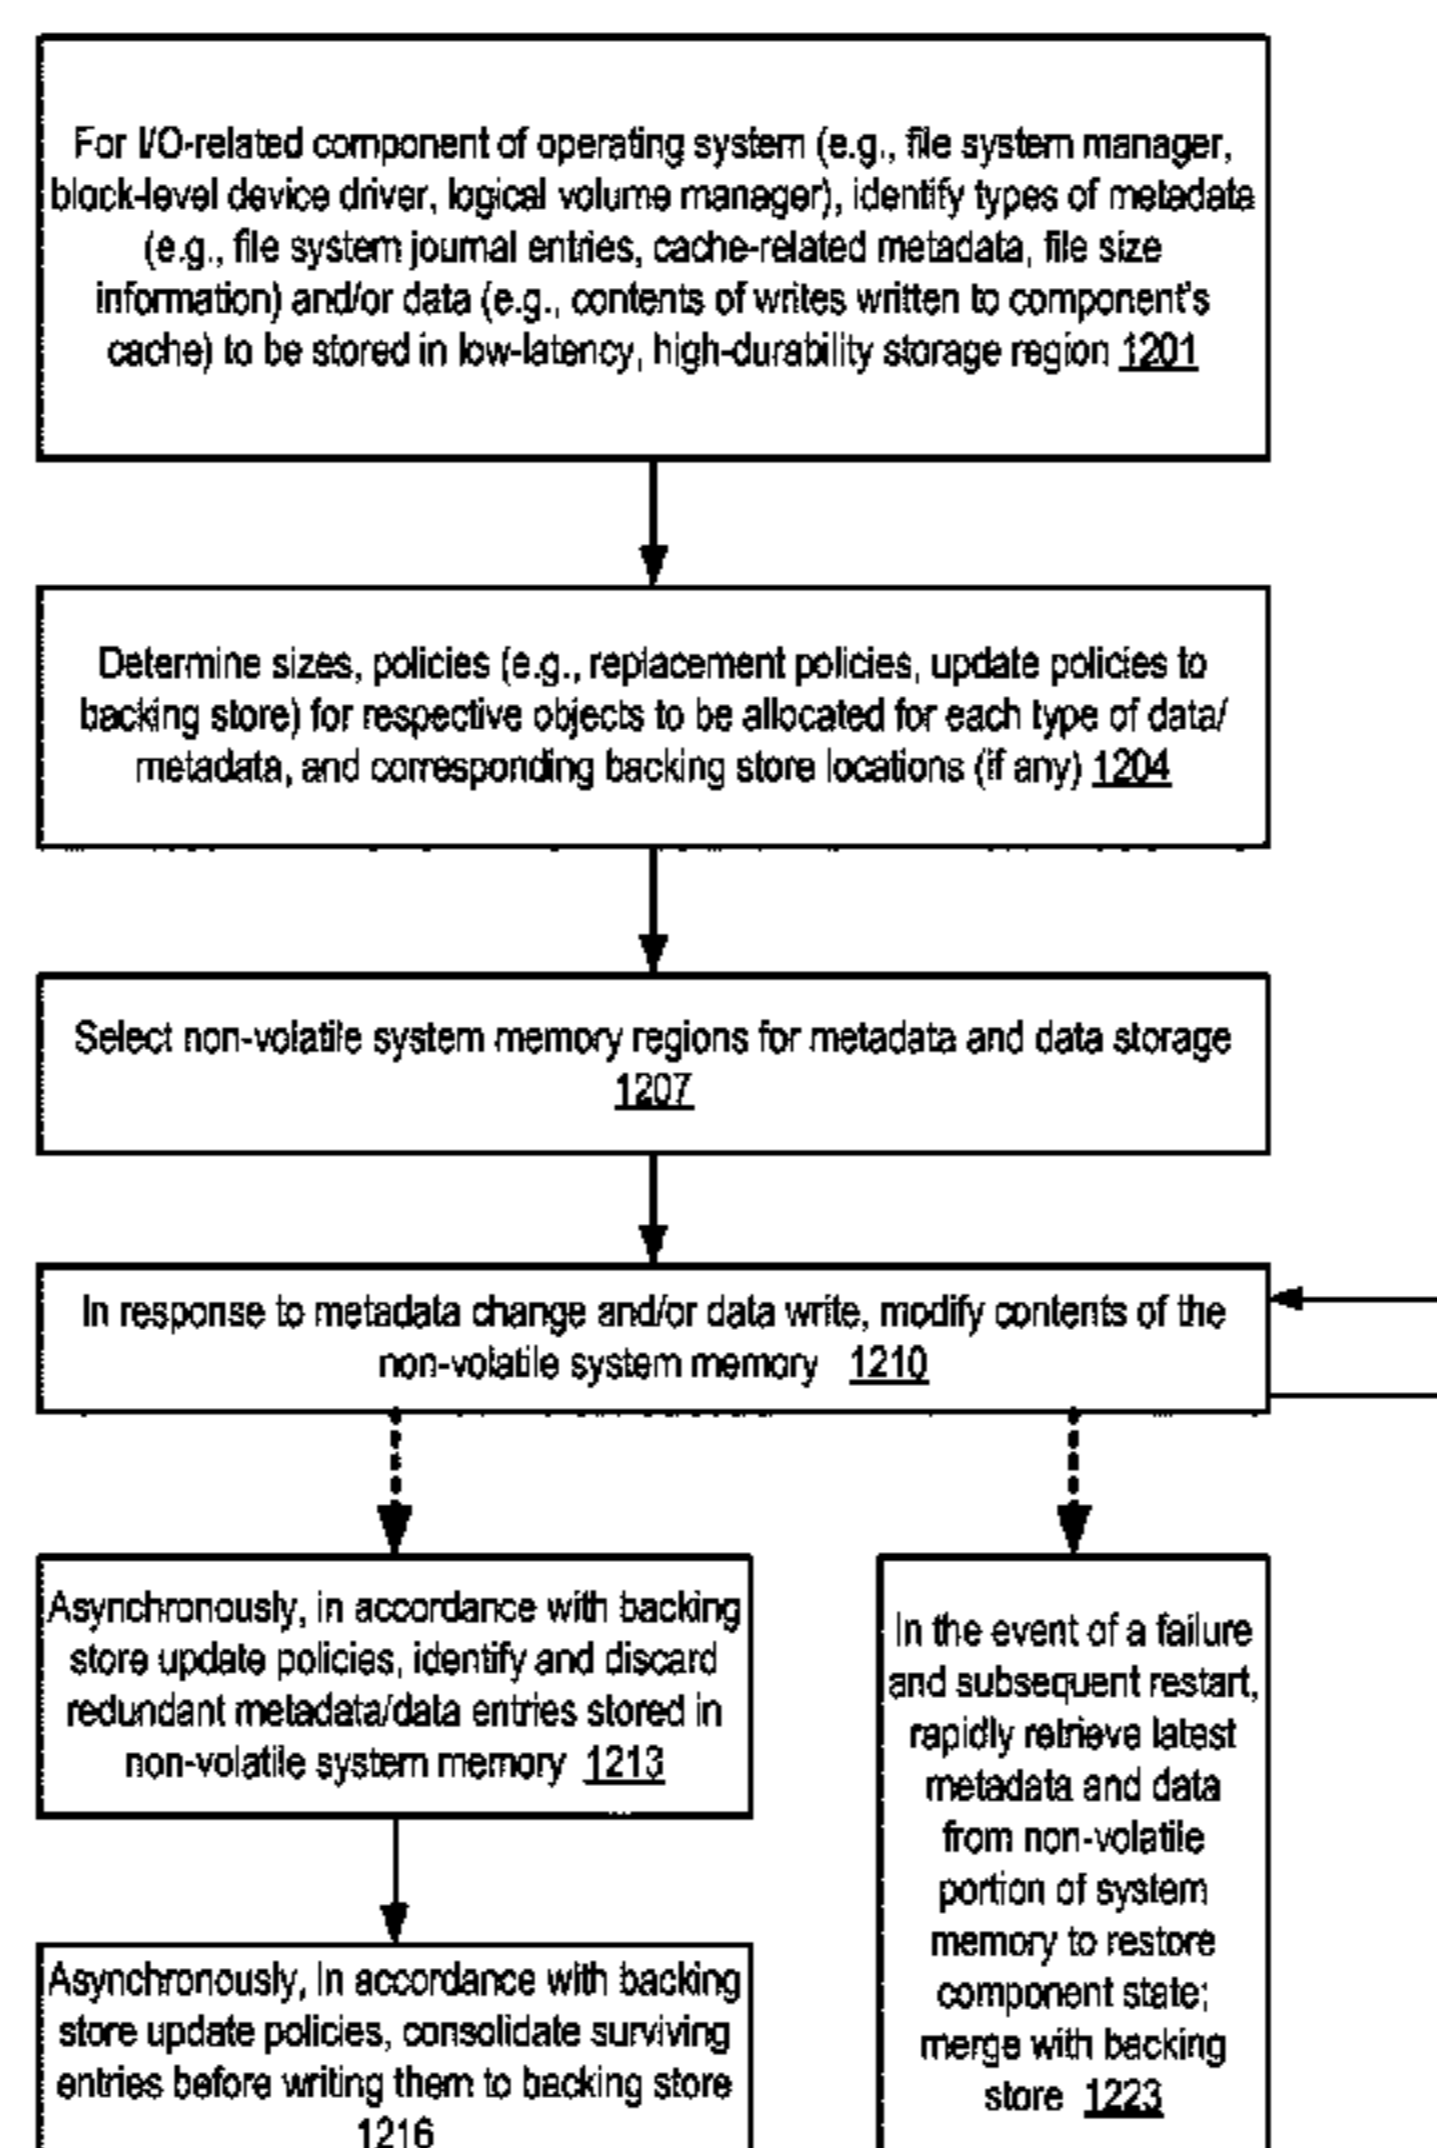 For I/O-related component of operating system (e.g., file system manager,
block-level device driver, logical volume manager), identify types of metadata
(e.g., file system journal entries, cache-related metadata, file size
information) and/or data (e.g., contents of writes written to component's
cache) to be stored in low-latency, high-durability storage region 1201
Determine sizes, policies (e.g., replacement policies, update policies to
backing store) for respective objects to be allocated for each type of data/
metadata, and corresponding backing store locations (if any) 1204
Select non-volatile system memory regions for metadata and data storage
1207
In response to metadata change and/or data write, modify contents of the
non-volatile system memory 1210
Asynchronously, in accordance with backing
store update policies, identify and discard
redundant metadata/data entries stored in
non-volatile system memory 1213
Asynchronously, in accordance with backing
store update policies, consolidate surviving
entries before writing them to backing store
1216
In the event of a failure
and subsequent restart,
rapidly retrieve latest
metadata and data
from non-volatile
portion of system
memory to restore
component state;
merge with backing
store 1223